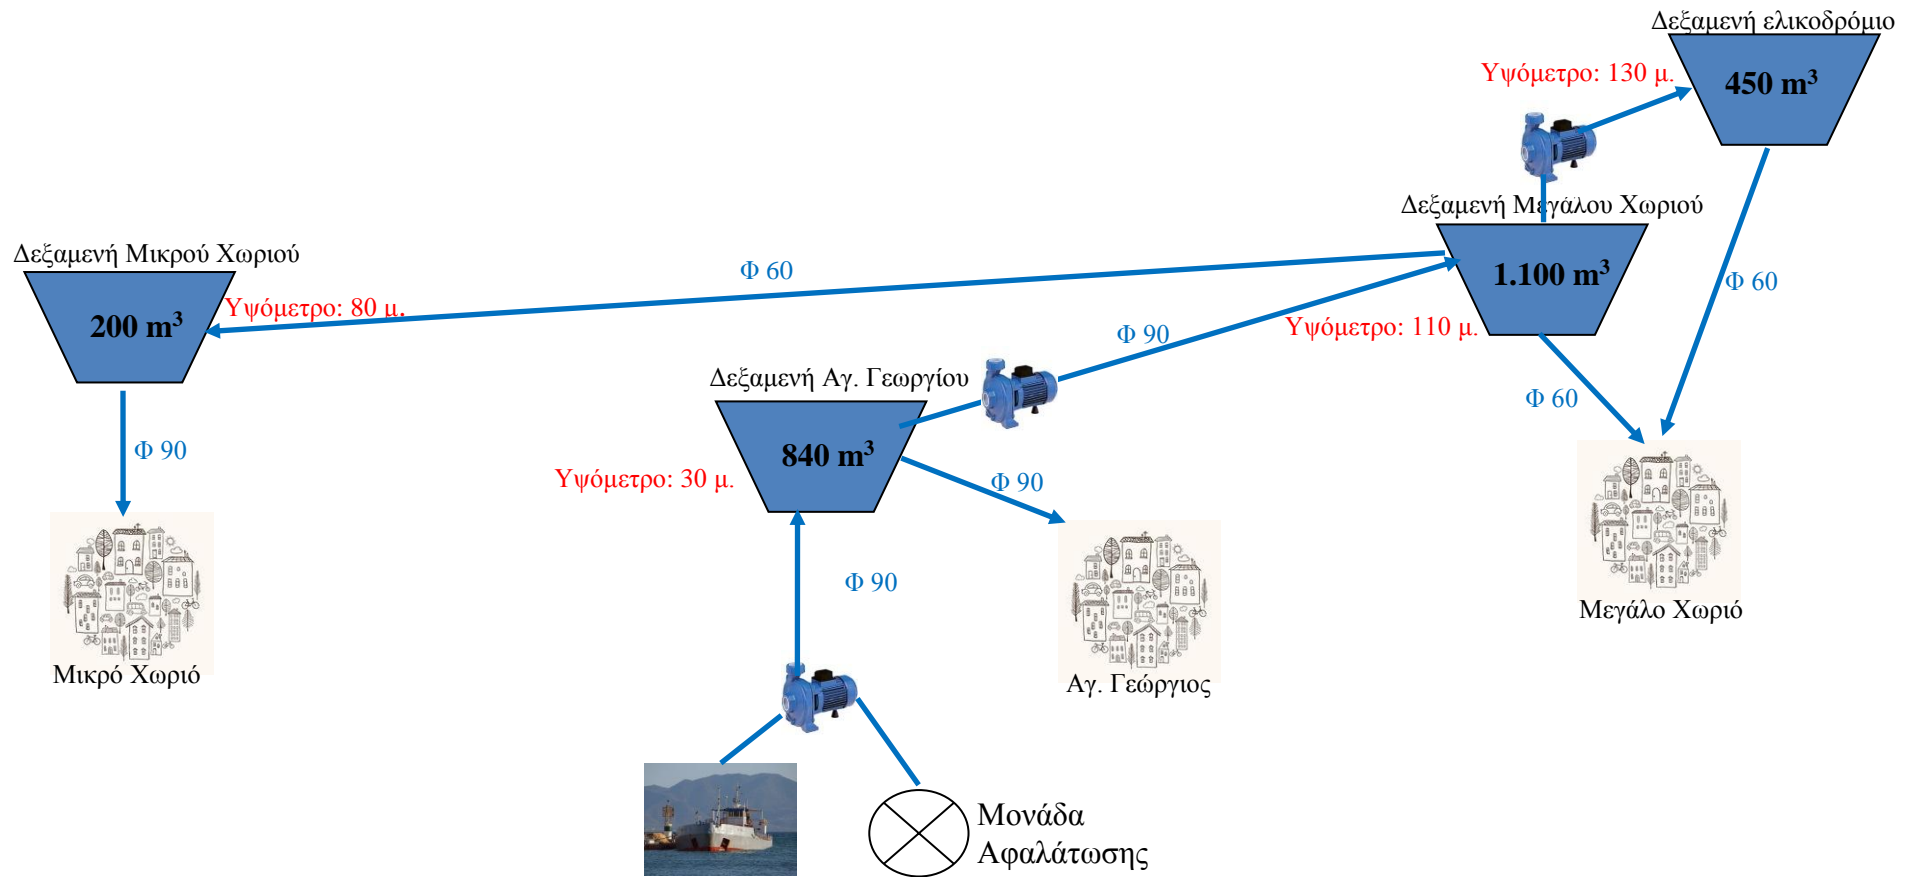 Δεξαμενή ελικοδρόμιο
Υψόμετρο: 130 μ.
450 m³
Δεξαμενή Μεγάλου Χωριού
Δεξαμενή Μικρού Χωριού
Φ 60
1.100 m³
Φ 60
Υψόμετρο: 80 μ.
200 m³
Υψόμετρο: 110 μ.
Φ 90
Δεξαμενή Αγ. Γεωργίου
Φ 60
Φ 90
840 m³
Υψόμετρο: 30 μ.
Φ 90
Φ 90
Μεγάλο Χωριό
Μικρό Χωριό
Αγ. Γεώργιος
Μονάδα
Αφαλάτωσης